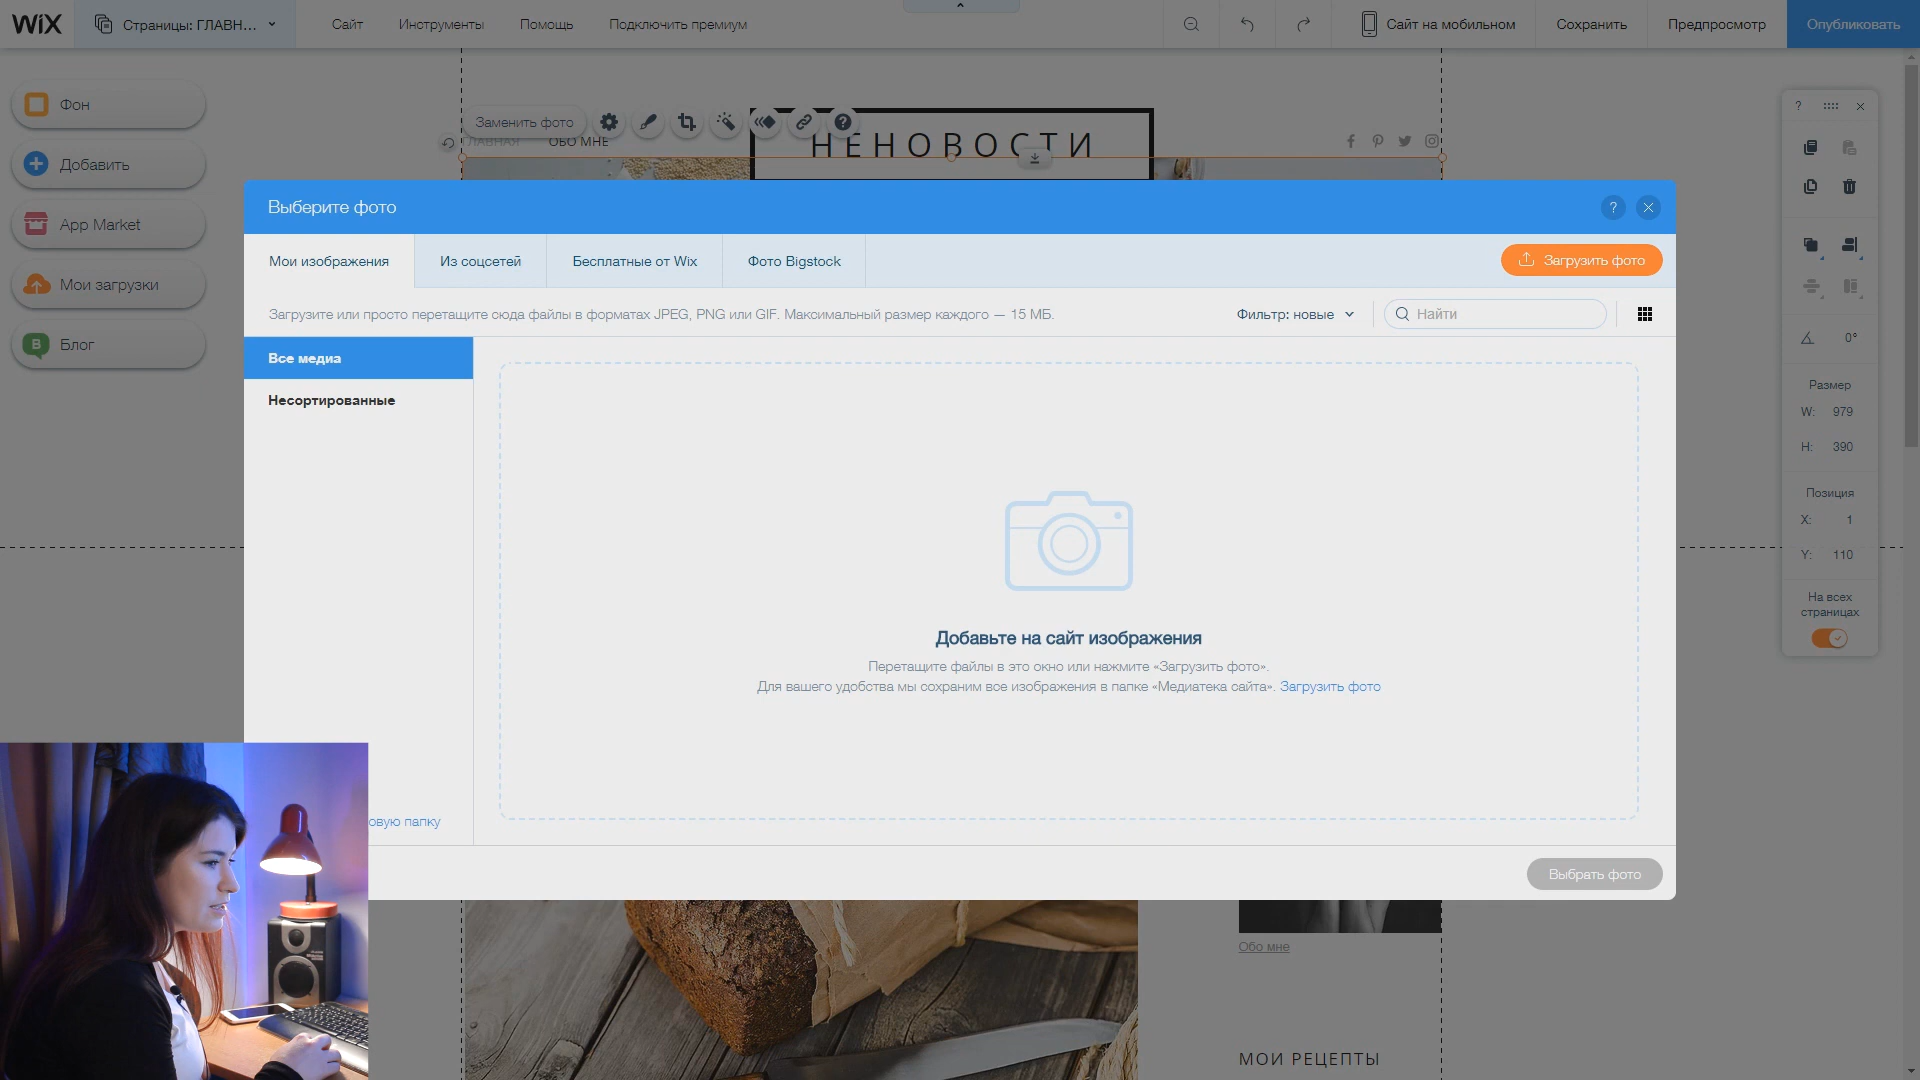 WiX
Страницы: ГЛАВН...
Сайт
Инструменты
Помощь
Подключить премиум
Сайт на мобильном
Сохранить
Предпросмотр
Опубликовать
Фон
Добавить
App Market
Мои загрузки
B
Блог
Заменить фото
?
ГЛАВНАЯ
ОБО МНЕ
НЕНОВОСТИ
Выберите фото
?
Мои изображения
Из соцсетей
Бесплатные от Wix
Фото Bigstock
Загрузить фото
Загрузите или просто перетащите сюда файлы в форматах JPEG, PNG или GIF. Максимальный размер каждого — 15 МБ.
Фильтр: новые
Найти
Все медиа
Несортированные
Добавьте на сайт изображения
Перетащите файлы в это окно или нажмите «Загрузить фото».
Для вашего удобства мы сохраним все изображения в папке «Медиатека сайта». Загрузить фото
овую папку
Выбрать фото
?
0°
Размер
W: 979
H: 390
Позиция
X: 1
Y: 110
На всех
страницах
Обо мне
МОИ РЕЦЕПТЫ